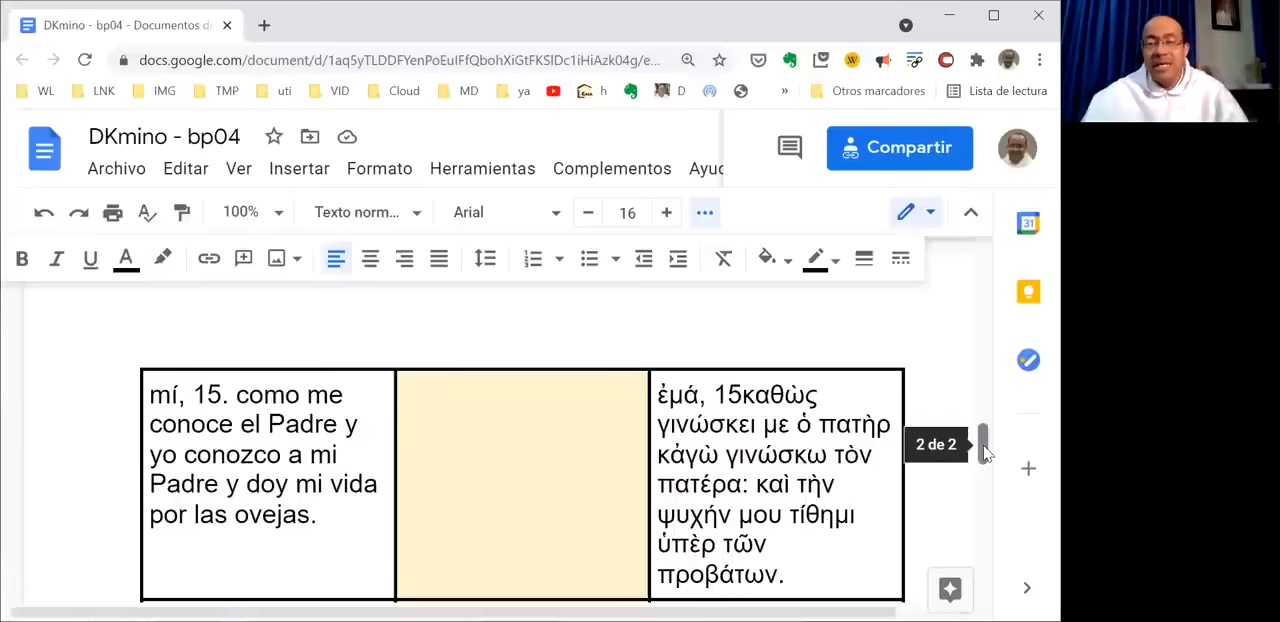 DKmino - bp04 - Documentos d
docs.google.com/document/d/1aq5yTLDDFYenPoEuIFfQbohXiGtFKSlDc1iHiAzk04g/e...
WL LNK IMG TMP uti VID Cloud MD ya h D » Otros marcadores Lista de lectura
DKmino - bp04
Archivo Editar Ver Insertar Formato Herramientas Complementos Ayuc
Compartir
100% Texto norm... Arial 16
B I U A
31
mí, 15. como me
conoce el Padre y
yo conozco a mi
Padre y doy mi vida
por las ovejas.
ἐμά, 15καθὼς
γινώσκει με ὁ πατὴρ
κἀγὼ γινώσκω τὸν
πατέρα: καὶ τὴν
ψυχήν μου τίθημι
ὑπὲρ τῶν
προβάτων.
2 de 2